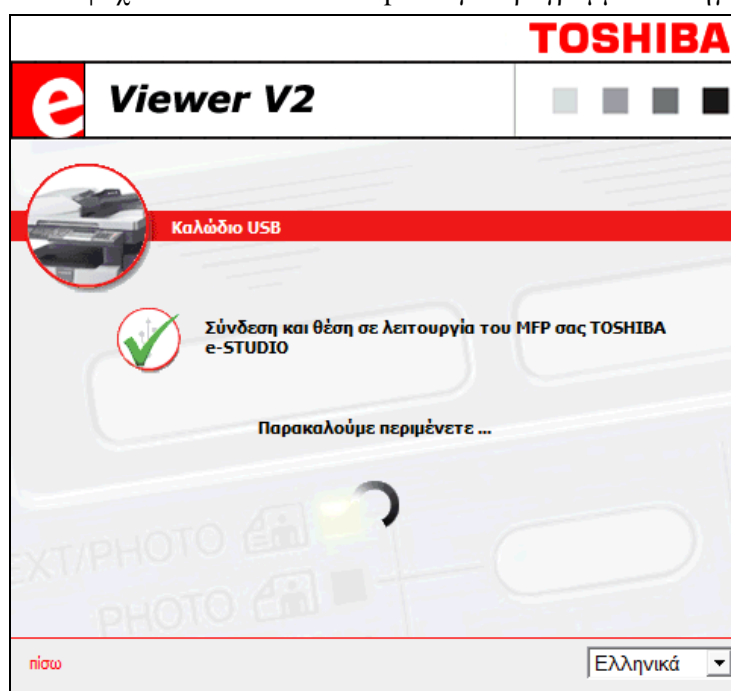 TOSHIBA
e Viewer V2
Καλώδιο USB
Σύνδεση και θέση σε λειτουργία του MFP σας TOSHIBA
e-STUDIO
Παρακαλούμε περιμένετε ...
EXT/PHOTO
PHOTO
πίσω
Ελληνικά